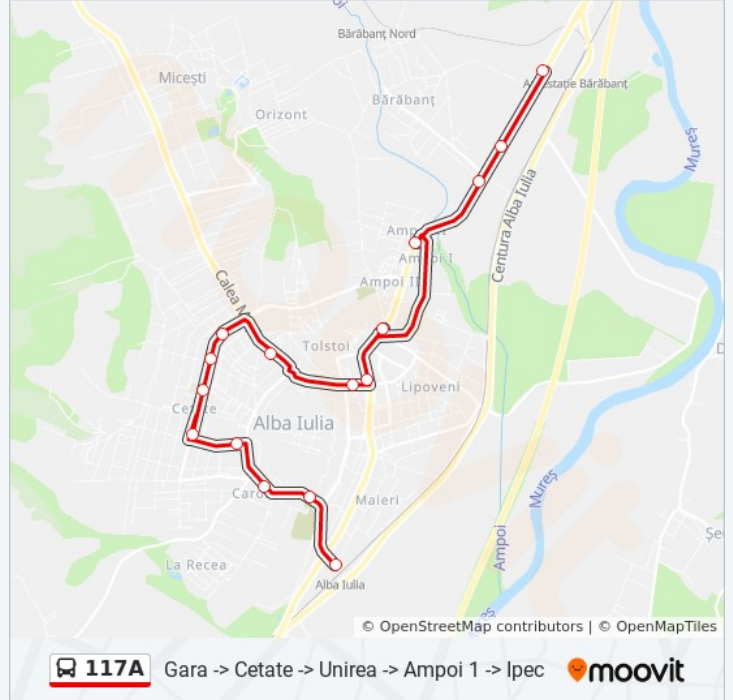 Bărăbanț Nord
Micești
Bărăbanț
Orizont
Mureș
Centura Alba Iulia
Ampoi I
Ampoi II
Calea M
Tolstoi
Lipoveni
Alba Iulia
Maieri
Mureș
Ampoi
La Recea
Alba Iulia
© OpenStreetMap contributors | © OpenMapTiles
117A Gara -> Cetate -> Unirea -> Ampoi 1 -> Ipec moovit